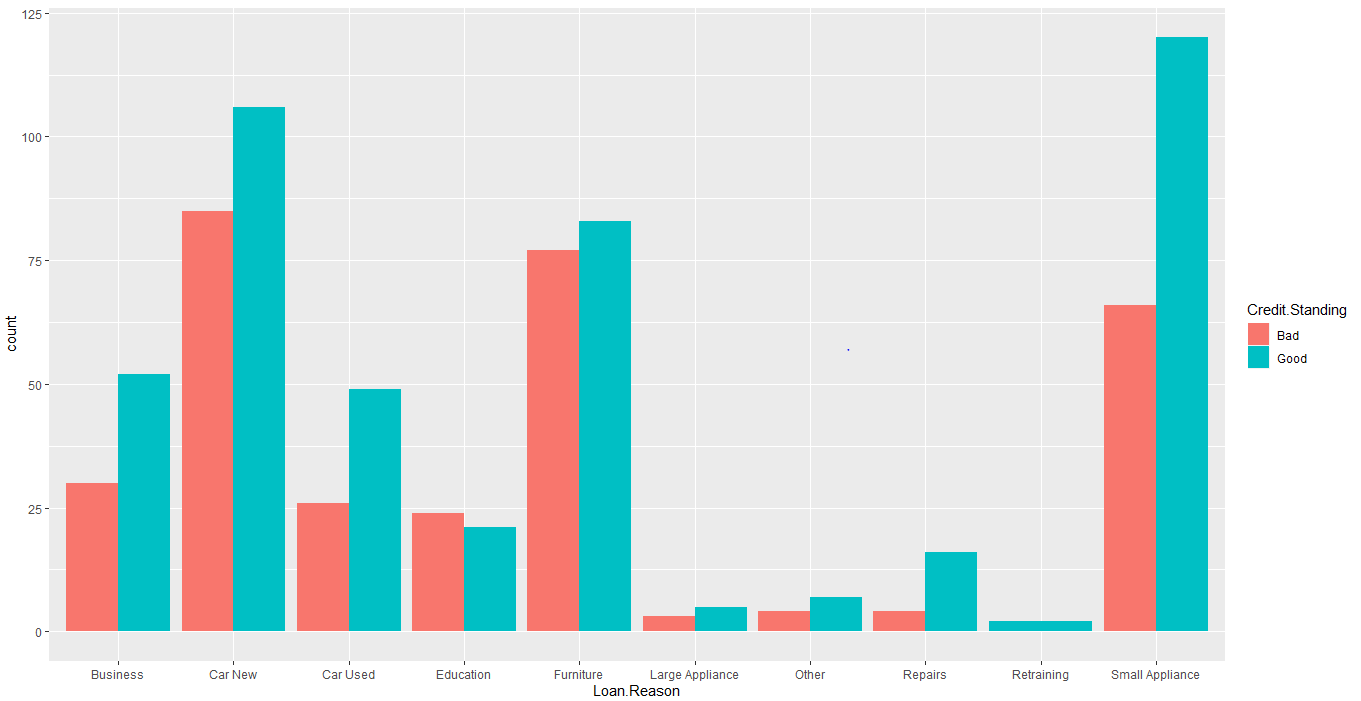 125
100
75
50
25
0
count
Business Car New Car Used Education Furniture Large Appliance Other Repairs Retraining Small Appliance
Loan.Reason
Credit.Standing
Bad
Good